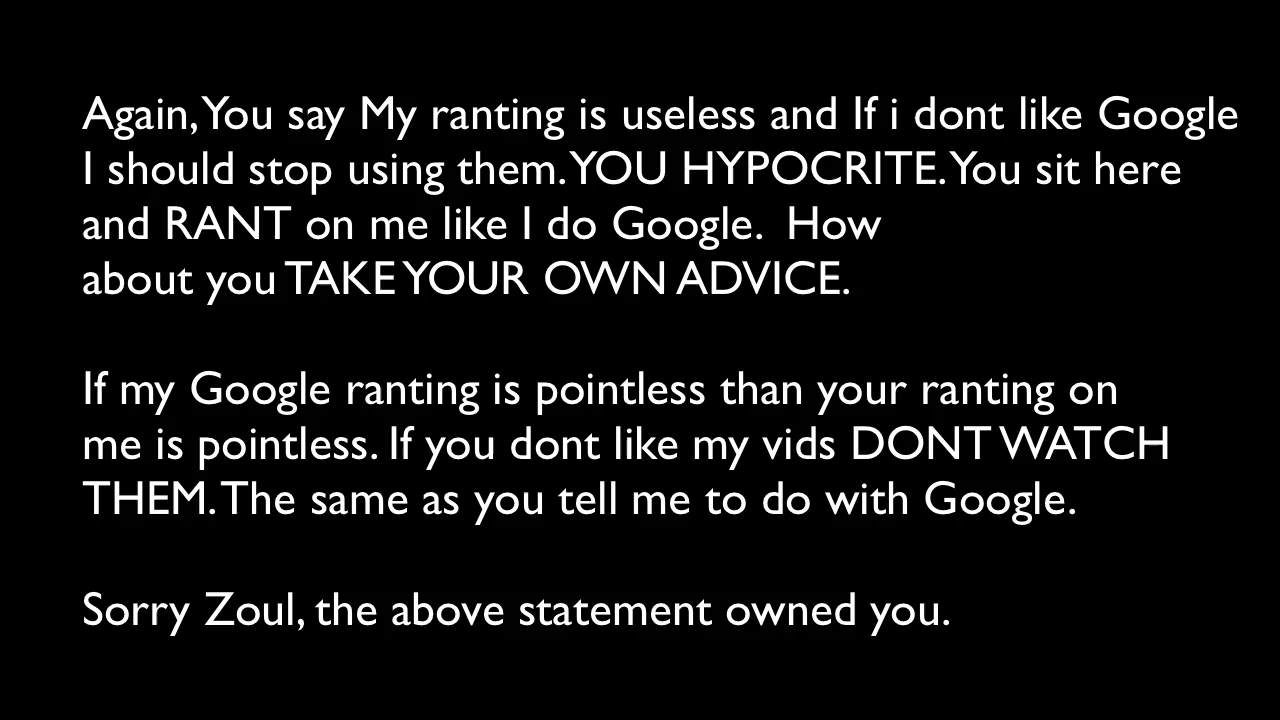 Again, You say My ranting is useless and If i dont like Google
I should stop using them. YOU HYPOCRITE. You sit here
and RANT on me like I do Google.  How
about you TAKE YOUR OWN ADVICE.
If my Google ranting is pointless than your ranting on
me is pointless. If you dont like my vids DONT WATCH
THEM. The same as you tell me to do with Google.
Sorry Zoul, the above statement owned you.